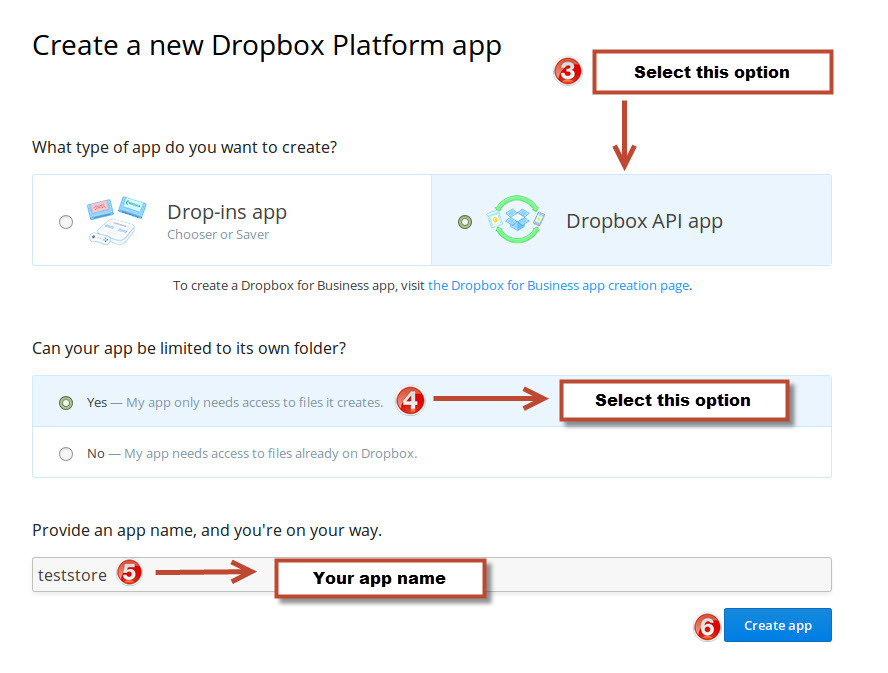 Create a new Dropbox Platform app
3 Select this option
What type of app do you want to create?
Drop-ins app
Chooser or Saver
Dropbox API app
To create a Dropbox for Business app, visit the Dropbox for Business app creation page.
Can your app be limited to its own folder?
Yes — My app only needs access to files it creates. 4 Select this option
No — My app needs access to files already on Dropbox.
Provide an app name, and you're on your way.
teststore 5 Your app name
6 Create app